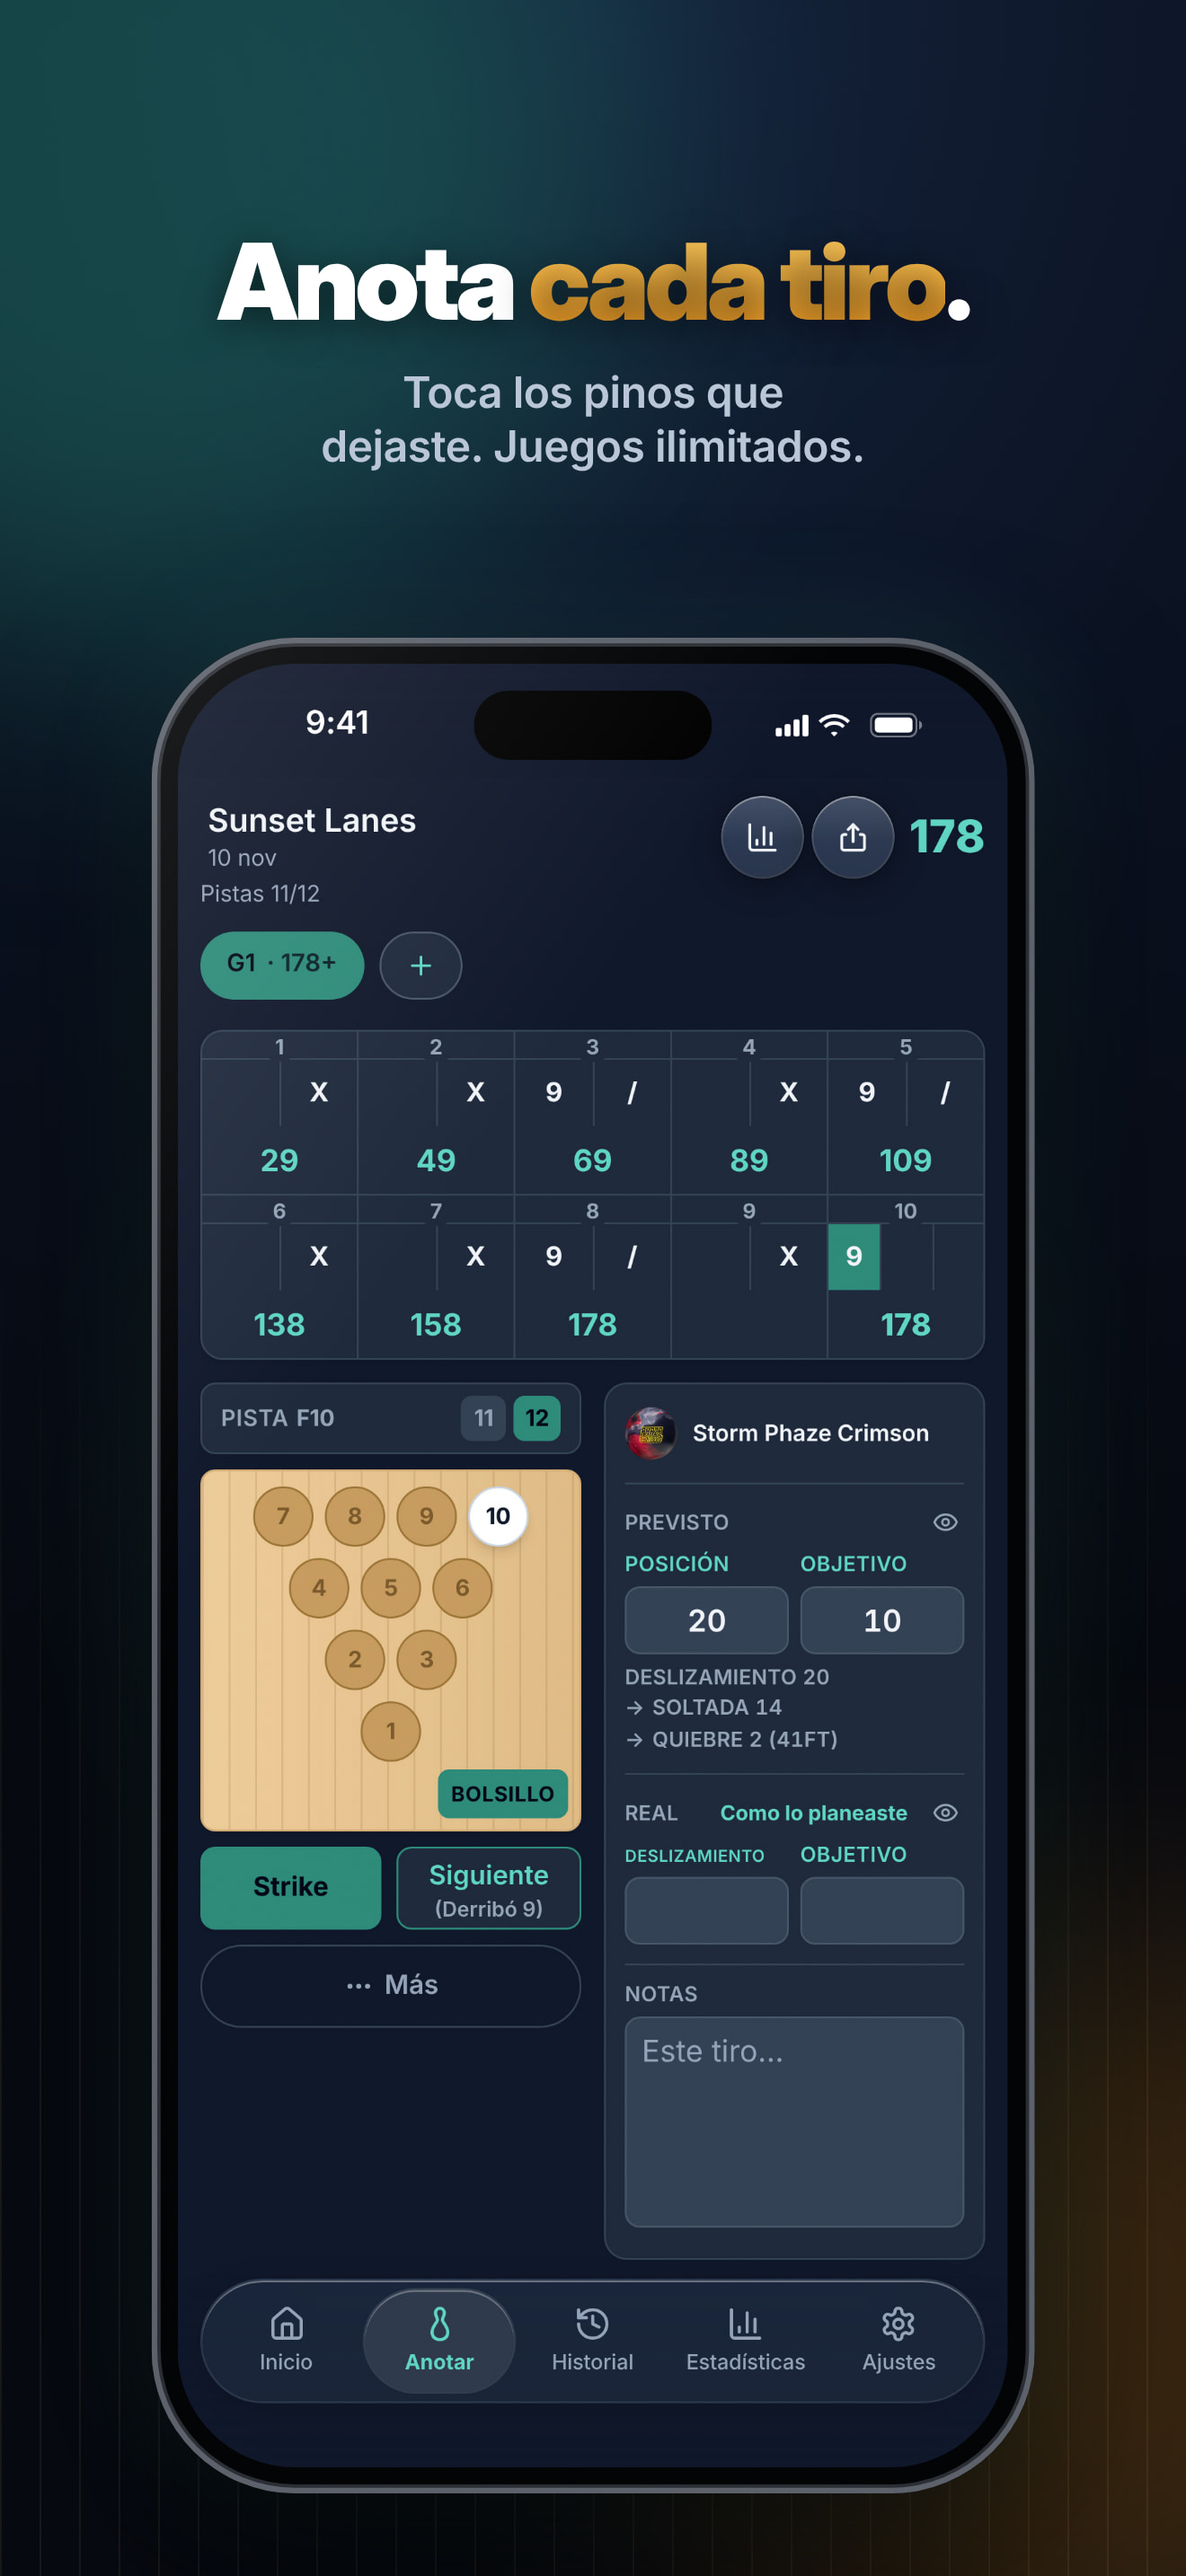 Anota cada tiro.
Toca los pinos que
dejaste. Juegos ilimitados.
9:41
Sunset Lanes
10 nov
Pistas 11/12
178
G1 · 178+
+
1 2 3 4 5
X X 9 / X 9 /
29 49 69 89 109
6 7 8 9 10
X X 9 / X 9
138 158 178 178
PISTA F10 11 12
7 8 9 10
4 5 6
2 3
1
BOLSILLO
Strike
Siguiente
(Derribó 9)
··· Más
Storm Phaze Crimson
PREVISTO
POSICIÓN OBJETIVO
20 10
DESLIZAMIENTO 20
→ SOLTADA 14
→ QUIEBRE 2 (41FT)
REAL Como lo planeaste
DESLIZAMIENTO OBJETIVO
NOTAS
Este tiro...
Inicio Anotar Historial Estadísticas Ajustes